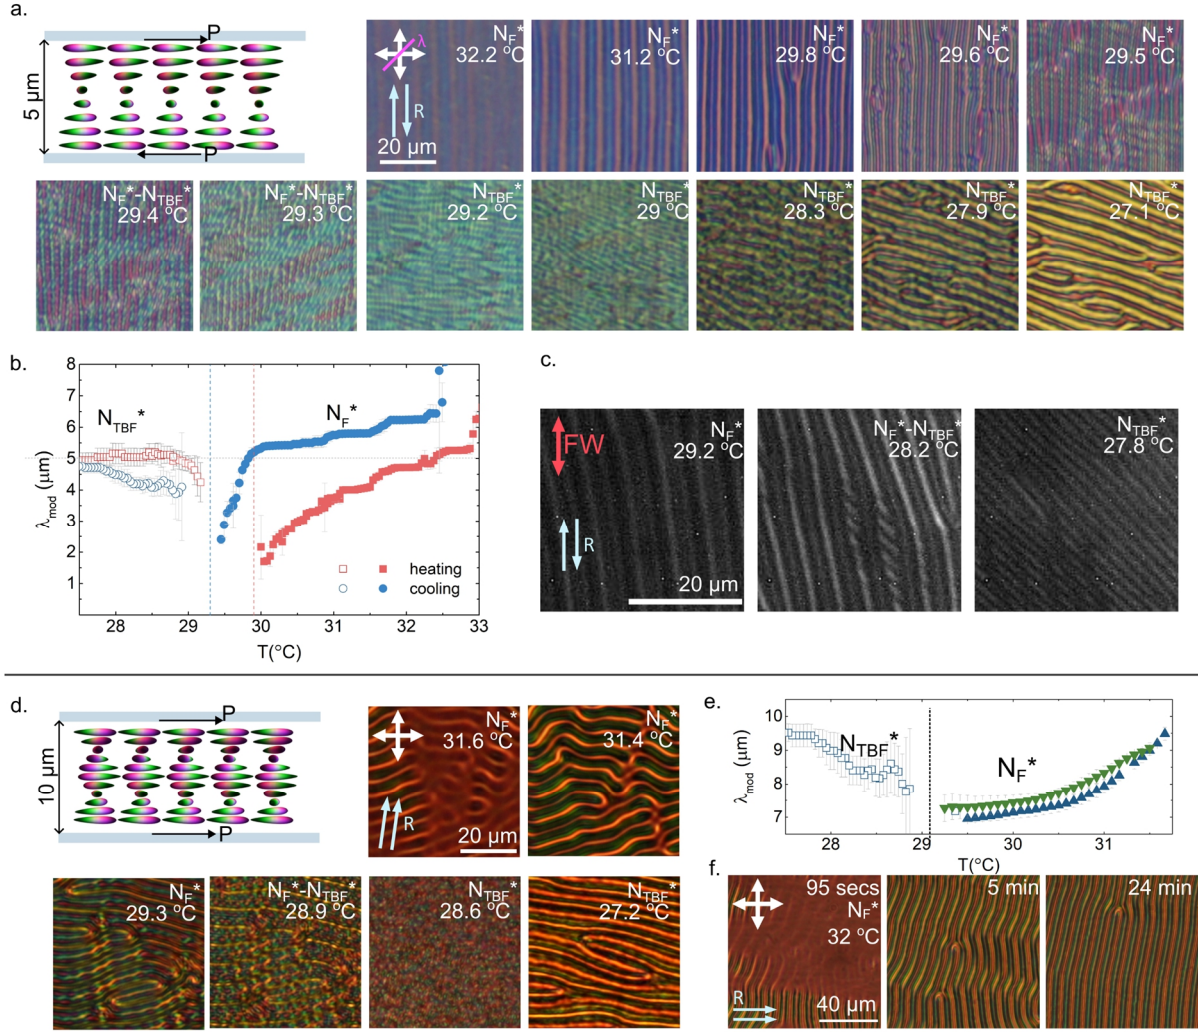 a.
P
5 μm
P
λ
R
20 μm
N_F*
32.2 °C
N_F*
31.2 °C
N_F*
29.8 °C
N_F*
29.6 °C
N_F*
29.5 °C
N_F*-N_TBF*
29.4 °C
N_F*-N_TBF*
29.3 °C
N_TBF*
29.2 °C
N_TBF*
29 °C
N_TBF*
28.3 °C
N_TBF*
27.9 °C
N_TBF*
27.1 °C
b.
8
7
6
5
4
3
2
1
λ_mod (μm)
N_TBF*
N_F*
heating
cooling
28 29 30 31 32 33
T(°C)
c.
FW
R
N_F*
29.2 °C
20 μm
N_F*-N_TBF*
28.2 °C
N_TBF*
27.8 °C
d.
P
10 μm
P
R
N_F*
31.6 °C
20 μm
N_F*
31.4 °C
N_F*
29.3 °C
N_F*-N_TBF*
28.9 °C
N_TBF*
28.6 °C
N_TBF*
27.2 °C
e.
10
9
8
7
λ_mod (μm)
N_TBF*
N_F*
28 29 30 31
T(°C)
f.
95 secs
N_F*
32 °C
R
40 μm
5 min
24 min